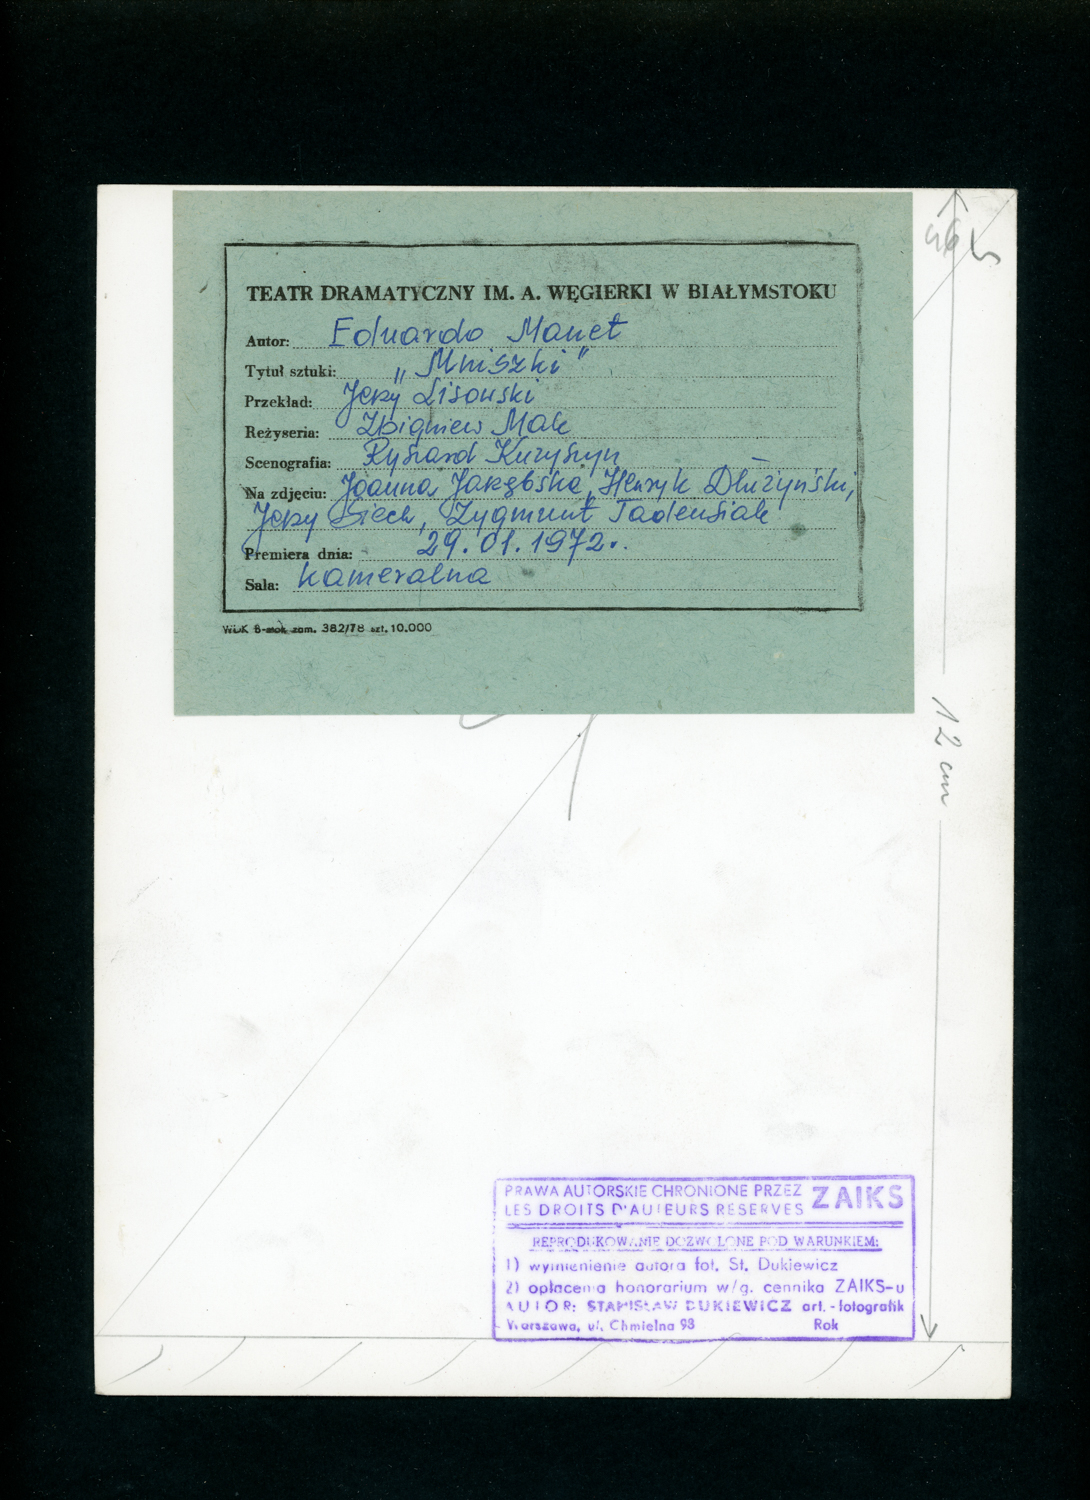 TEATR DRAMATYCZNY IM. A. WĘGIERKI W BIAŁYMSTOKU
Autor: Eduardo Manet
Tytuł sztuki: „Mniszki"
Przekład: Jerzy Lisowski
Reżyseria: Zbigniew Mak
Scenografia: Ryszard Kuzyszyn
Na zdjęciu: Joanna Jarzębska, Henryk Dłużyński,
Jerzy Siech, Zygmunt Tadeusiak
Premiera dnia: 29.01.1972.
Sala: kameralna
WDK B-stok zam. 382/78 szt. 10.000
12 cm
PRAWA AUTORSKIE CHRONIONE PRZEZ ZAIKS
LES DROITS D'AUTEURS RESERVES
REPRODUKOWANIE DOZWOLONE POD WARUNKIEM:
1) wymienienie autora fot. St. Dukiewicz
2) opłacenia honorarium w/g. cennika ZAIKS-u
AUTOR: STANISŁAW DUKIEWICZ art.-fotografik
Warszawa, ul. Chmielna 98 Rok